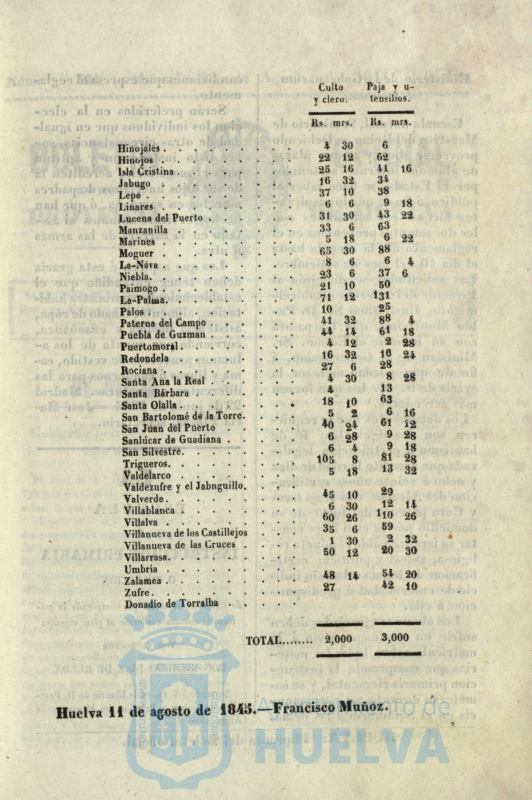 Culto y clero. Paja y utensilios.
Rs. mrs. Rs. mrs.
Hinojales . . . 4 30 6
Hinojos . . . 22 12 62
Isla Cristina . . . 25 16 41 16
Jabugo . . . 16 32 34
Lepe . . . 37 10 38
Linares . . . 6 6 9 18
Lucena del Puerto . . . 31 30 43 22
Manzanilla . . . 33 6 63
Marines . . . 5 18 6 22
Moguer . . . 65 30 88
La-Nava . . . 8 6 6 4
Niebla. . . . 23 6 37 6
Paimogo . . . 21 10 50
La-Palma. . . . 71 12 131
Palos . . . 10 25
Paterna del Campo . . . 41 32 88 4
Puebla de Guzman . . . 44 14 61 18
Puertomoral. . . . 4 12 2 28
Redondela . . . 16 32 16 24
Rociana . . . 27 6 28
Santa Ana la Real . . . 4 30 8 28
Santa Bárbara . . . 4 13
Santa Olalla . . . 18 10 63
San Bartolomé de la Torre. . . . 5 2 6 16
San Juan del Puerto . . . 40 24 61 12
Sanlúcar de Guadiana . . . 6 28 9 28
San Silvestre. . . . 6 4 9 18
Trigueros. . . . 105 8 81 28
Valdelarco . . . 5 18 13 32
Valdezufre y el Jabnguillo. . . .
Valverde . . . 45 10 29
Villablanca . . . 6 30 12 14
Villalva . . . 60 26 110 26
Villanueva de los Castillejos . . . 35 6 59
Villanueva de las Cruces . . . 1 30 2 32
Villarrasa. . . . 50 12 20 30
Umbria . . .
Zalamea . . . 48 14 54 20
Zufre. . . . 27 42 10
Donadio de Torralba . . .
TOTAL........ 2,000 3,000
Huelva 11 de agosto de 1845.—Francisco Muñoz.
Ayuntamiento de
HUELVA